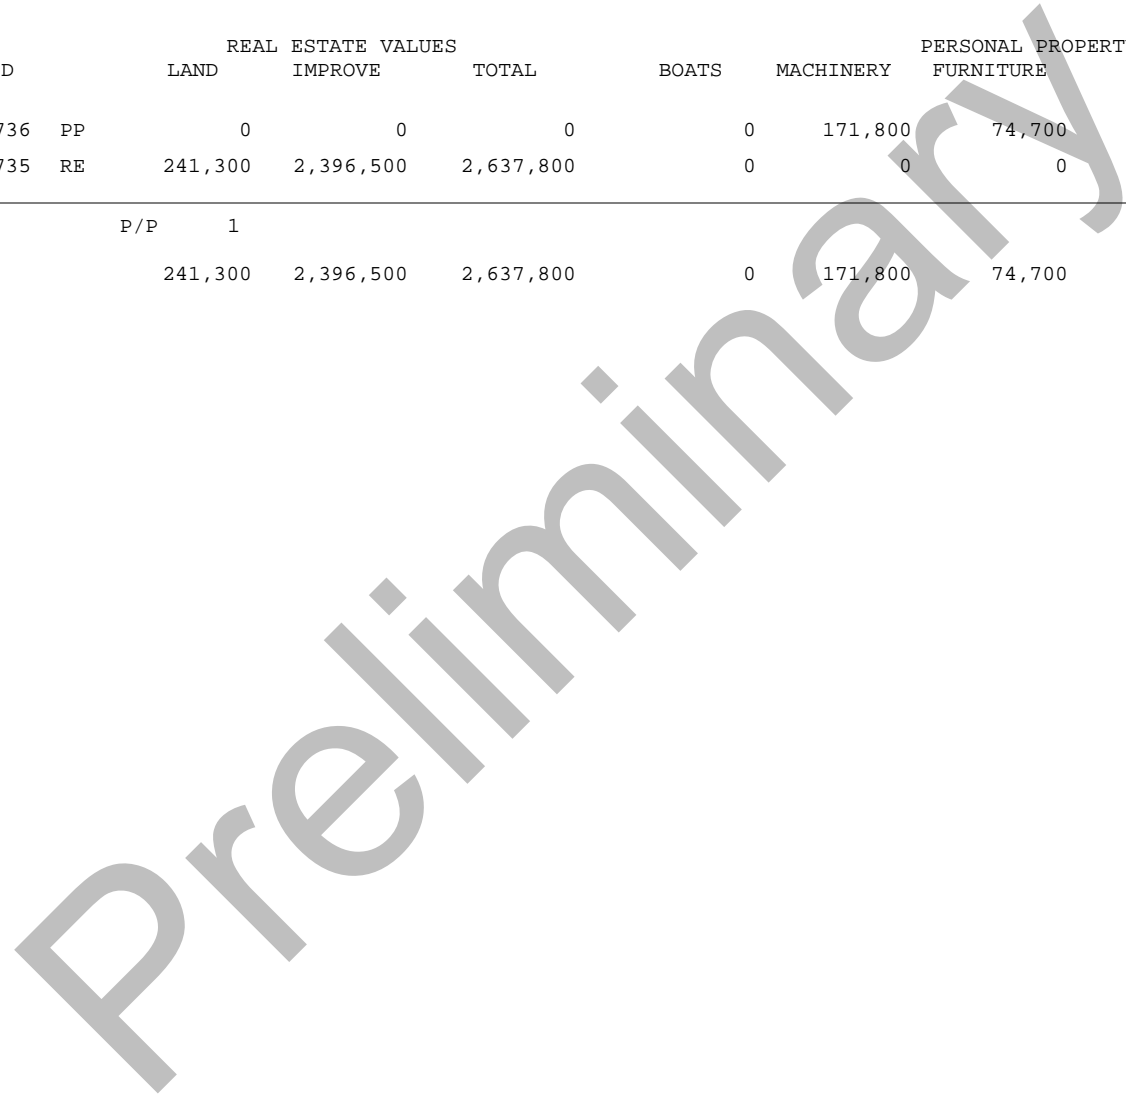 REAL ESTATE VALUES PERSONAL PROPERT
D LAND IMPROVE TOTAL BOATS MACHINERY FURNITURE
736 PP 0 0 0 0 171,800 74,700
735 RE 241,300 2,396,500 2,637,800 0 0 0
P/P 1
241,300 2,396,500 2,637,800 0 171,800 74,700
Preliminary